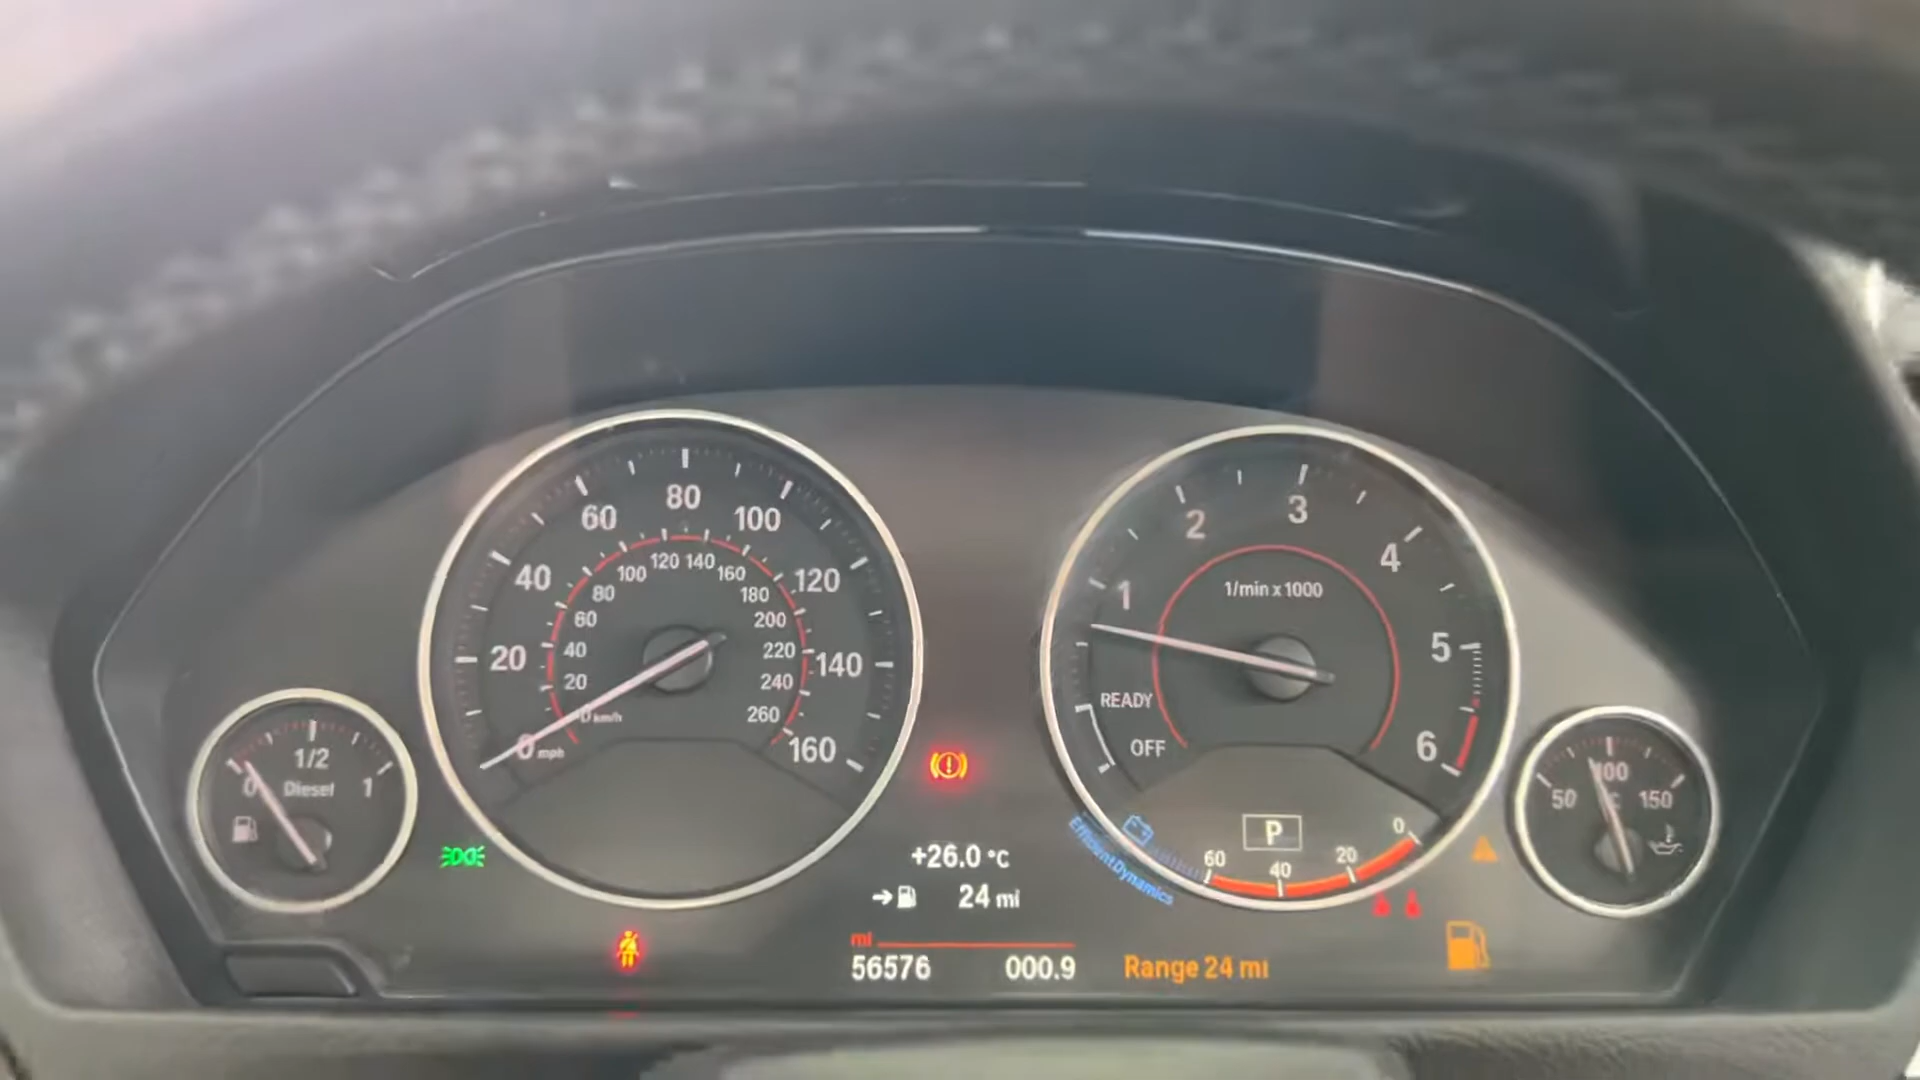 80
60
100
40
120
20
140
0 mph
160
120 140
100
160
80
180
60
200
40
220
20
240
0 km/h
260
3
2
4
1/min x 1000
1
5
READY
OFF
6
1/2
0
Diesel
1
100
50
150
°C
P
0
20
40
60
EfficientDynamics
+26.0 °C
24 mi
mi
56576
000.9
Range 24 mi